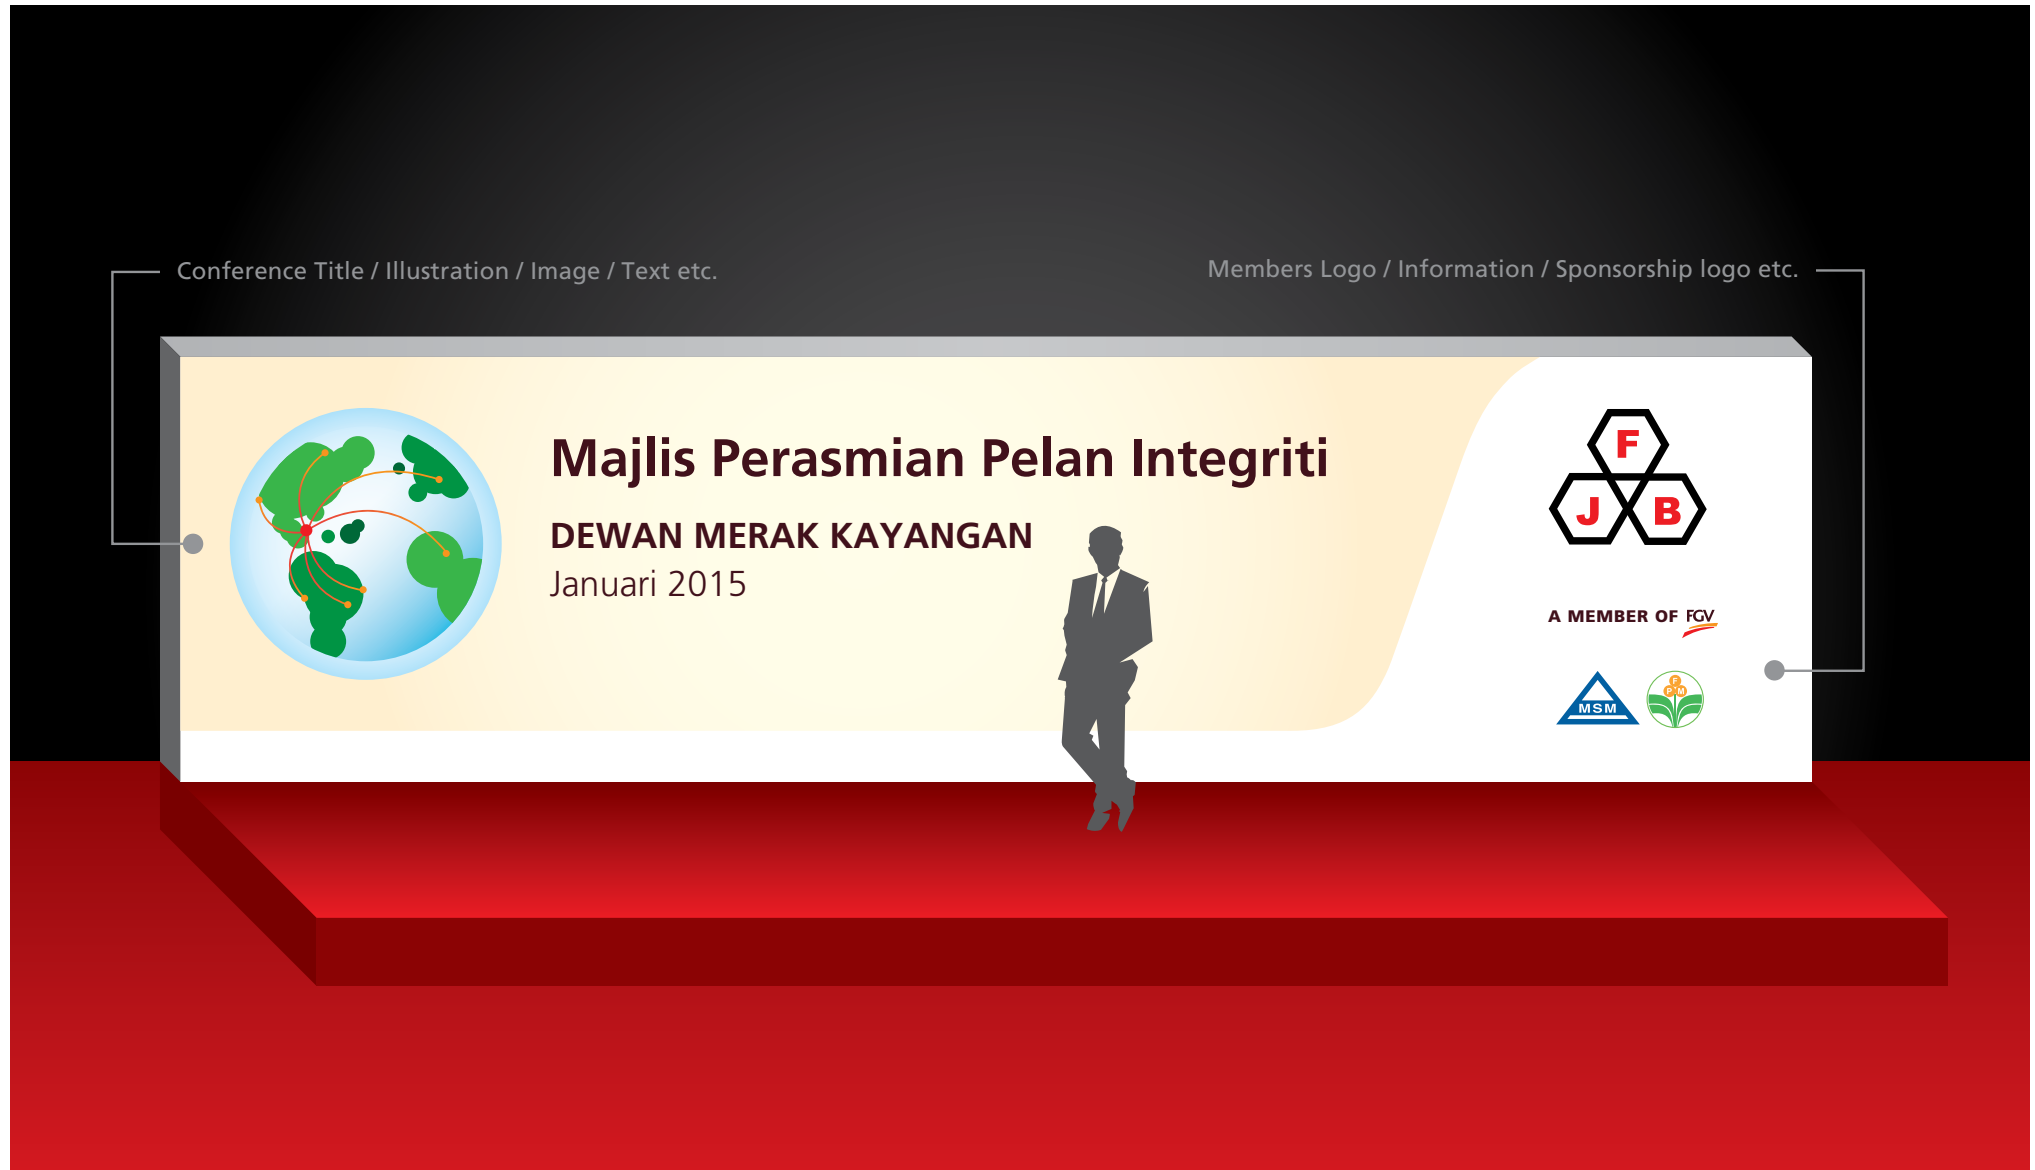 Conference Title / Illustration / Image / Text etc.
Members Logo / Information / Sponsorship logo etc.
Majlis Perasmian Pelan Integriti
DEWAN MERAK KAYANGAN
Januari 2015
F
J B
A MEMBER OF FGV
MSM
F
P M